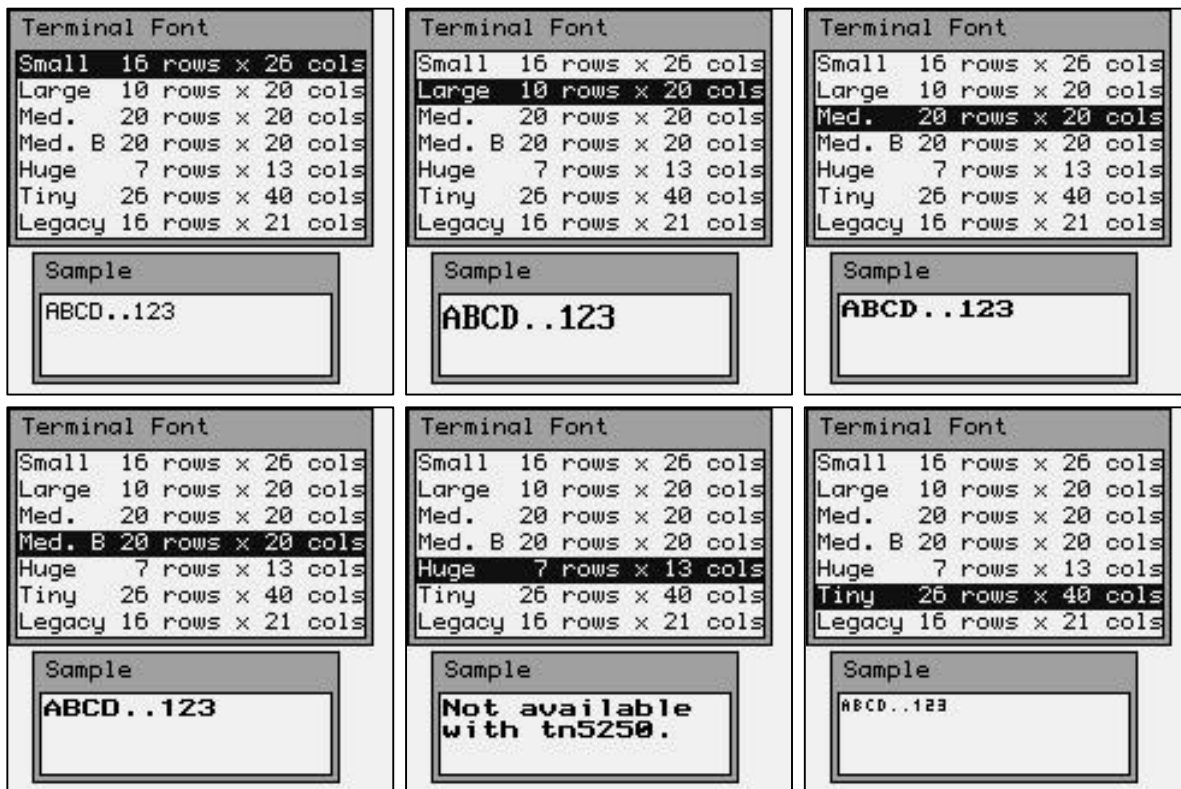 Terminal Font
Small 16 rows x 26 cols
Large 10 rows x 20 cols
Med. 20 rows x 20 cols
Med. B 20 rows x 20 cols
Huge 7 rows x 13 cols
Tiny 26 rows x 40 cols
Legacy 16 rows x 21 cols
Sample
ABCD..123
Terminal Font
Small 16 rows x 26 cols
Large 10 rows x 20 cols
Med. 20 rows x 20 cols
Med. B 20 rows x 20 cols
Huge 7 rows x 13 cols
Tiny 26 rows x 40 cols
Legacy 16 rows x 21 cols
Sample
ABCD..123
Terminal Font
Small 16 rows x 26 cols
Large 10 rows x 20 cols
Med. 20 rows x 20 cols
Med. B 20 rows x 20 cols
Huge 7 rows x 13 cols
Tiny 26 rows x 40 cols
Legacy 16 rows x 21 cols
Sample
ABCD..123
Terminal Font
Small 16 rows x 26 cols
Large 10 rows x 20 cols
Med. 20 rows x 20 cols
Med. B 20 rows x 20 cols
Huge 7 rows x 13 cols
Tiny 26 rows x 40 cols
Legacy 16 rows x 21 cols
Sample
ABCD..123
Terminal Font
Small 16 rows x 26 cols
Large 10 rows x 20 cols
Med. 20 rows x 20 cols
Med. B 20 rows x 20 cols
Huge 7 rows x 13 cols
Tiny 26 rows x 40 cols
Legacy 16 rows x 21 cols
Sample
Not available
with tn5250.
Terminal Font
Small 16 rows x 26 cols
Large 10 rows x 20 cols
Med. 20 rows x 20 cols
Med. B 20 rows x 20 cols
Huge 7 rows x 13 cols
Tiny 26 rows x 40 cols
Legacy 16 rows x 21 cols
Sample
ABCD..123